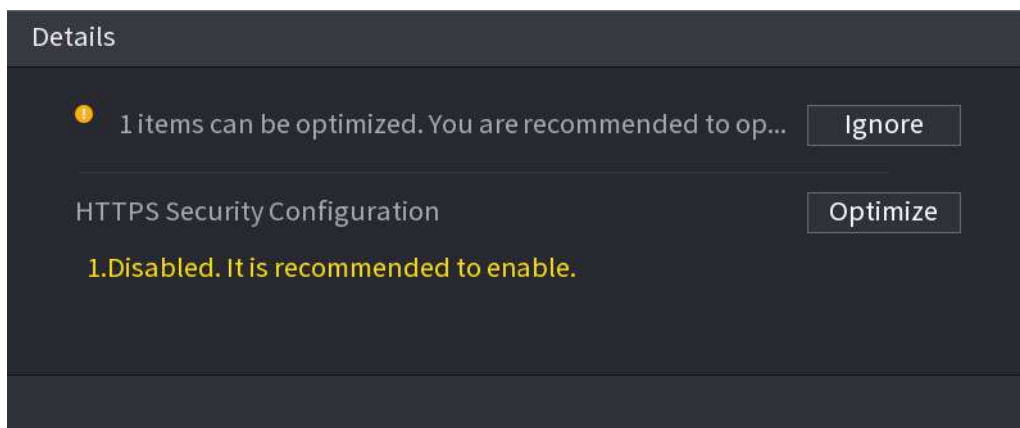 Details
1 items can be optimized. You are recommended to op...
Ignore
HTTPS Security Configuration
Optimize
1.Disabled. It is recommended to enable.